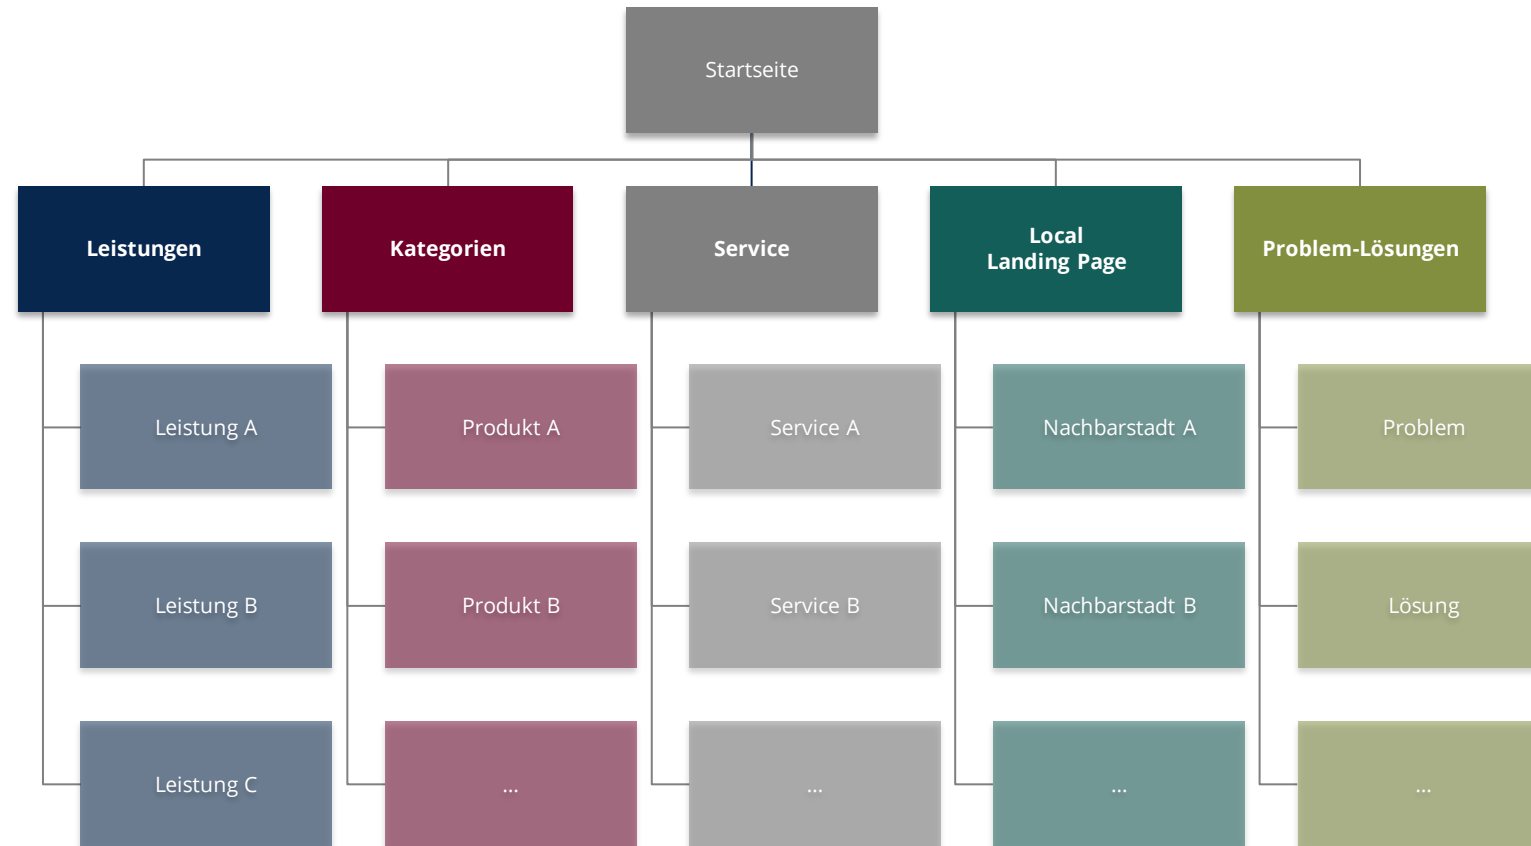 Startseite
Leistungen
Kategorien
Service
Local
Landing Page
Problem-Lösungen
Leistung A
Produkt A
Service A
Nachbarstadt A
Problem
Leistung B
Produkt B
Service B
Nachbarstadt B
Lösung
Leistung C
...
...
...
...